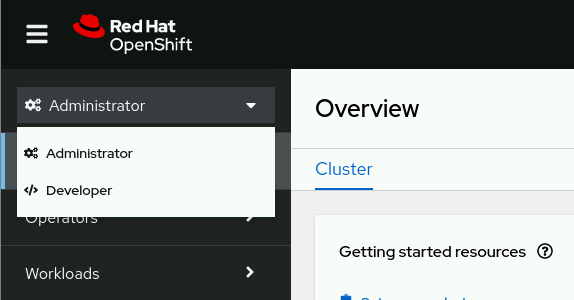 Red Hat
OpenShift
Administrator
Administrator
Developer
Operators
Workloads
Overview
Cluster
Getting started resources